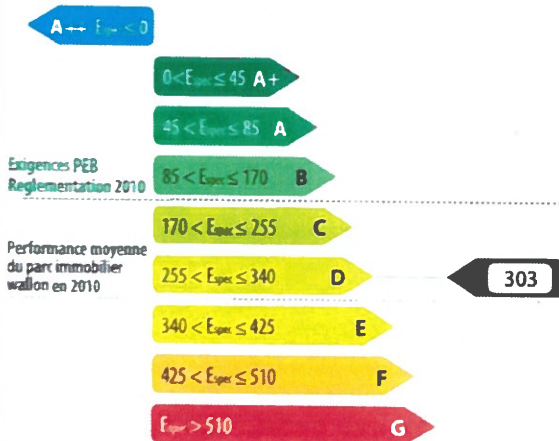 A++ Espec ≤ 0
0 < Espec ≤ 45 A+
45 < Espec ≤ 85 A
Exigences PEB
Reglementation 2010
85 < Espec ≤ 170 B
170 < Espec ≤ 255 C
Performance moyenne
du parc immobilier
wallon en 2010
255 < Espec ≤ 340 D
303
340 < Espec ≤ 425 E
425 < Espec ≤ 510 F
Espec > 510 G